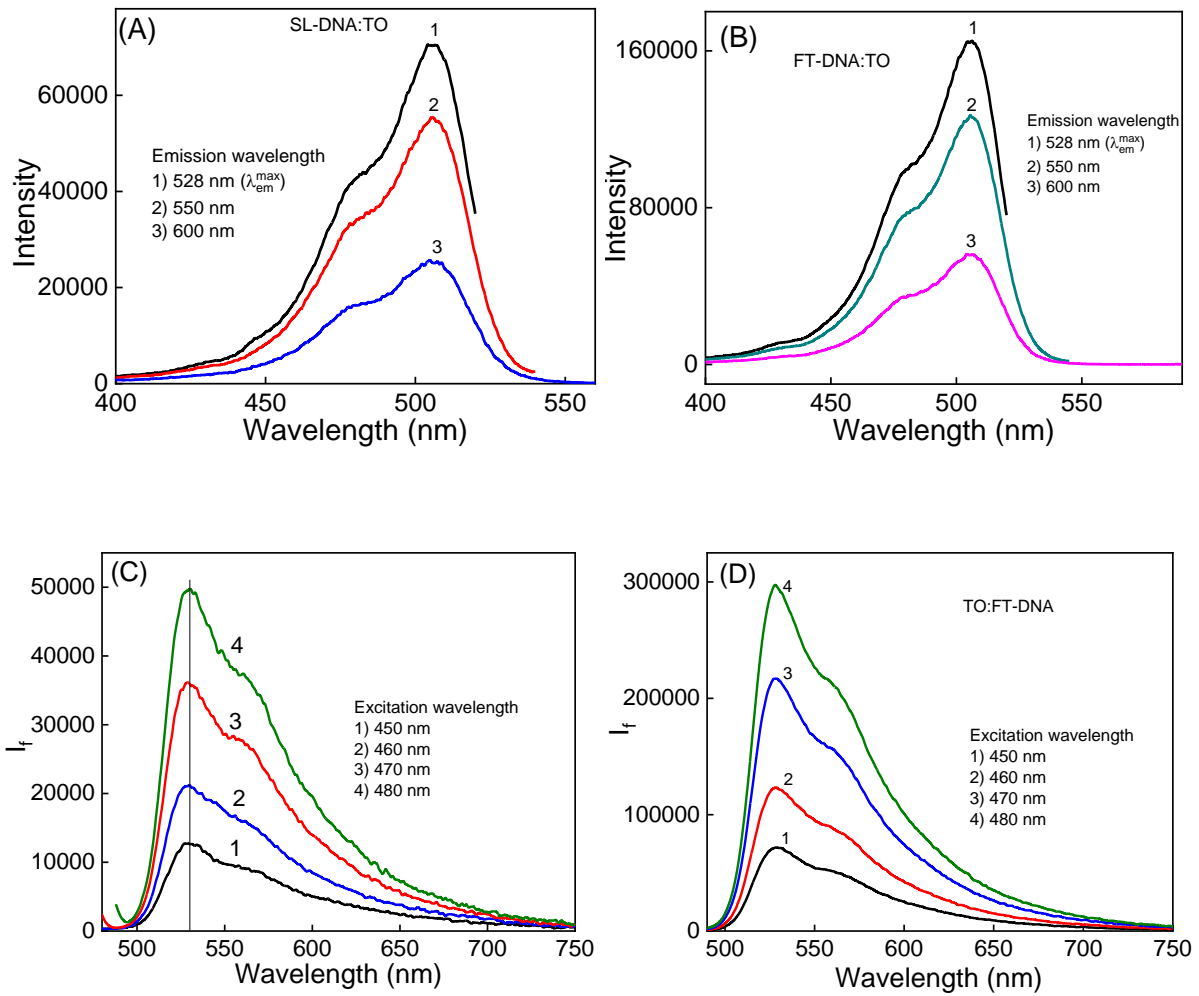 (A)
SL-DNA:TO
1
2
3
Emission wavelength
1) 528 nm (λ_em^max)
2) 550 nm
3) 600 nm
Intensity
60000
40000
20000
0
400 450 500 550
Wavelength (nm)
(B)
FT-DNA:TO
1
2
3
Emission wavelength
1) 528 nm (λ_em^max)
2) 550 nm
3) 600 nm
Intensity
160000
80000
0
400 450 500 550
Wavelength (nm)
(C)
4
3
2
1
Excitation wavelength
1) 450 nm
2) 460 nm
3) 470 nm
4) 480 nm
I_f
50000
40000
30000
20000
10000
0
500 550 600 650 700 750
Wavelength (nm)
(D)
TO:FT-DNA
4
3
2
1
Excitation wavelength
1) 450 nm
2) 460 nm
3) 470 nm
4) 480 nm
I_f
300000
200000
100000
0
500 550 600 650 700 750
Wavelength (nm)